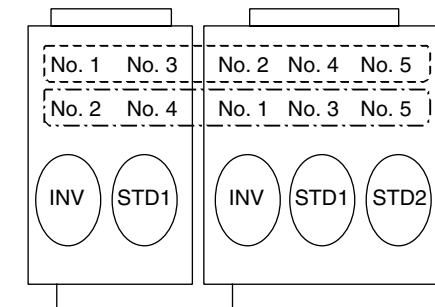 No. 1 No. 3 No. 2 No. 4 No. 5
No. 2 No. 4 No. 1 No. 3 No. 5
INV STD1 INV STD1 STD2